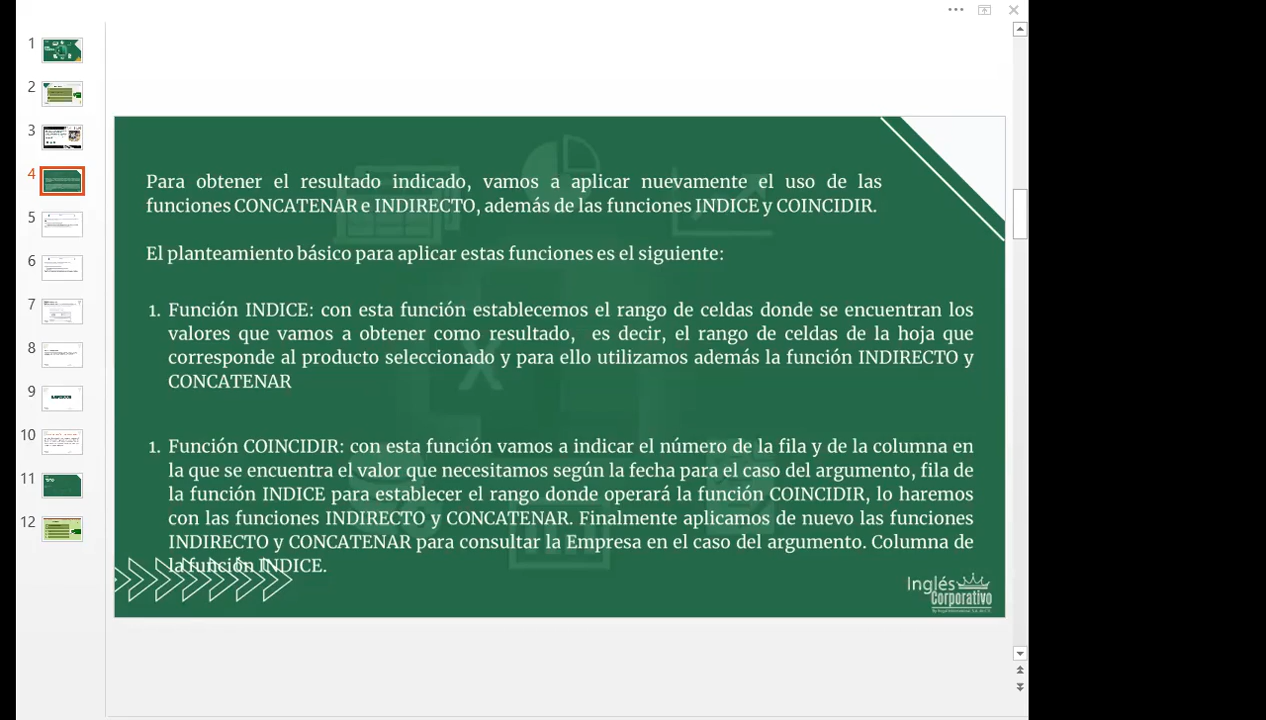 1
2
3
4
5
6
7
8
9
10
11
12
Para obtener el resultado indicado, vamos a aplicar nuevamente el uso de las
funciones CONCATENAR e INDIRECTO, además de las funciones INDICE y COINCIDIR.
El planteamiento básico para aplicar estas funciones es el siguiente:
1. Función INDICE: con esta función establecemos el rango de celdas donde se encuentran los
valores que vamos a obtener como resultado, es decir, el rango de celdas de la hoja que
corresponde al producto seleccionado y para ello utilizamos además la función INDIRECTO y
CONCATENAR
1. Función COINCIDIR: con esta función vamos a indicar el número de la fila y de la columna en
la que se encuentra el valor que necesitamos según la fecha para el caso del argumento, fila de
la función INDICE para establecer el rango donde operará la función COINCIDIR, lo haremos
con las funciones INDIRECTO y CONCATENAR. Finalmente aplicamos de nuevo las funciones
INDIRECTO y CONCATENAR para consultar la Empresa en el caso del argumento. Columna de
la función INDICE.
Inglés
Corporativo